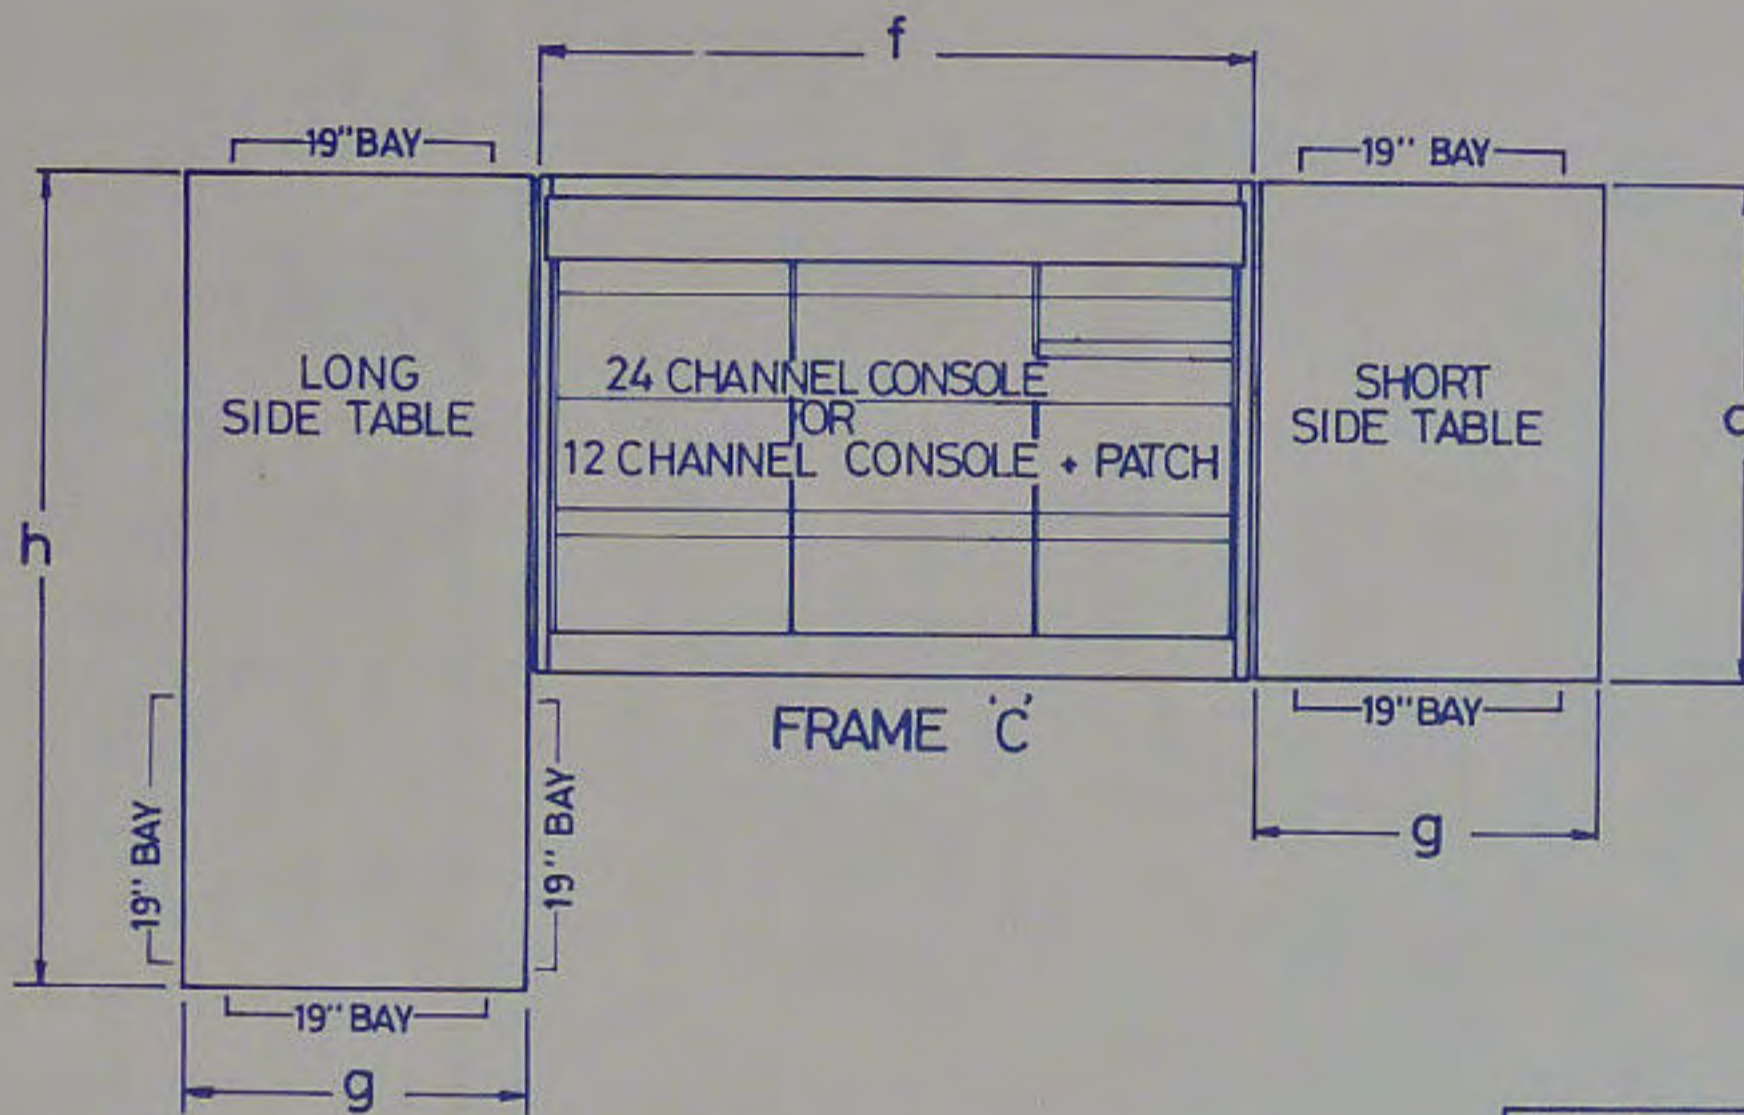 f
19" BAY
19" BAY
LONG
SIDE TABLE
24 CHANNEL CONSOLE
OR
12 CHANNEL CONSOLE + PATCH
SHORT
SIDE TABLE
h
19" BAY
19" BAY
FRAME 'C'
19" BAY
g
19" BAY
g